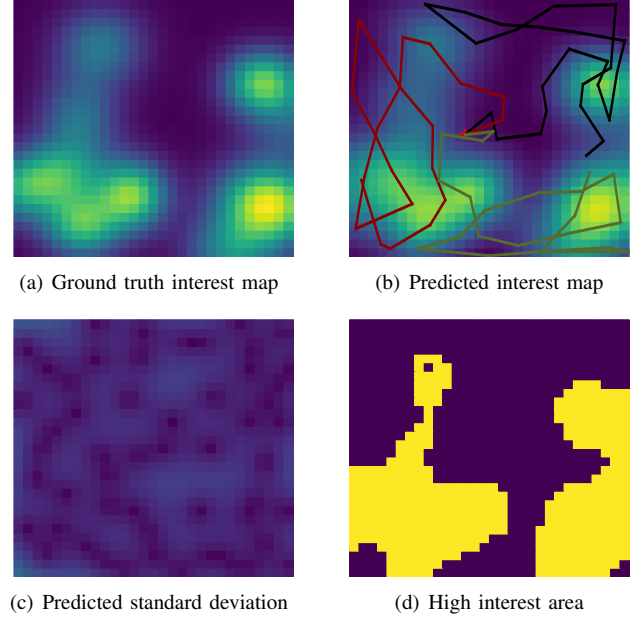 (a) Ground truth interest map
(b) Predicted interest map
(c) Predicted standard deviation
(d) High interest area